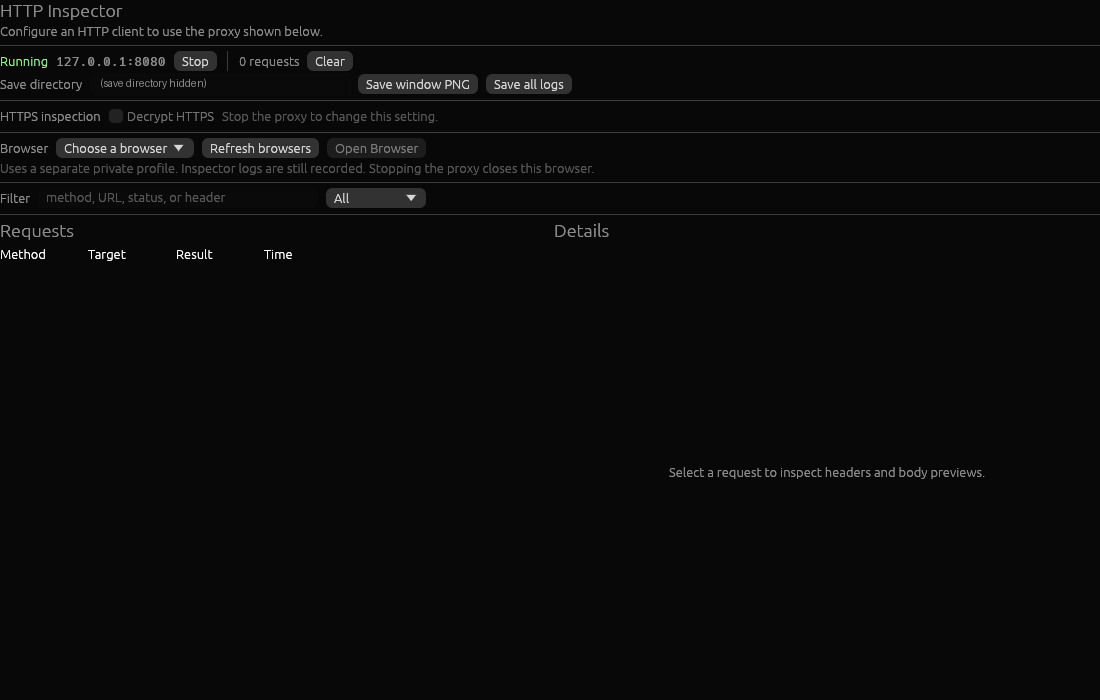 HTTP Inspector
Configure an HTTP client to use the proxy shown below.
Running 127.0.0.1:8080 Stop 0 requests Clear
Save directory (save directory hidden) Save window PNG Save all logs
HTTPS inspection Decrypt HTTPS Stop the proxy to change this setting.
Browser Choose a browser Refresh browsers Open Browser
Uses a separate private profile. Inspector logs are still recorded. Stopping the proxy closes this browser.
Filter method, URL, status, or header All
Requests Details
Method Target Result Time
Select a request to inspect headers and body previews.